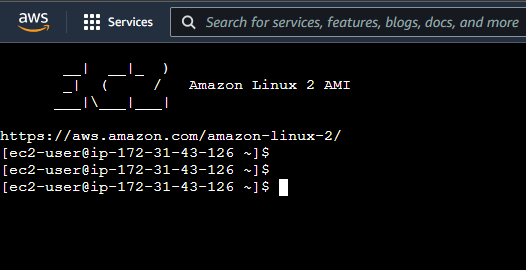 aws
Services
Search for services, features, blogs, docs, and more
__|  __|_  )
_|  (     /   Amazon Linux 2 AMI
___|\___|___|
https://aws.amazon.com/amazon-linux-2/
[ec2-user@ip-172-31-43-126 ~]$
[ec2-user@ip-172-31-43-126 ~]$
[ec2-user@ip-172-31-43-126 ~]$